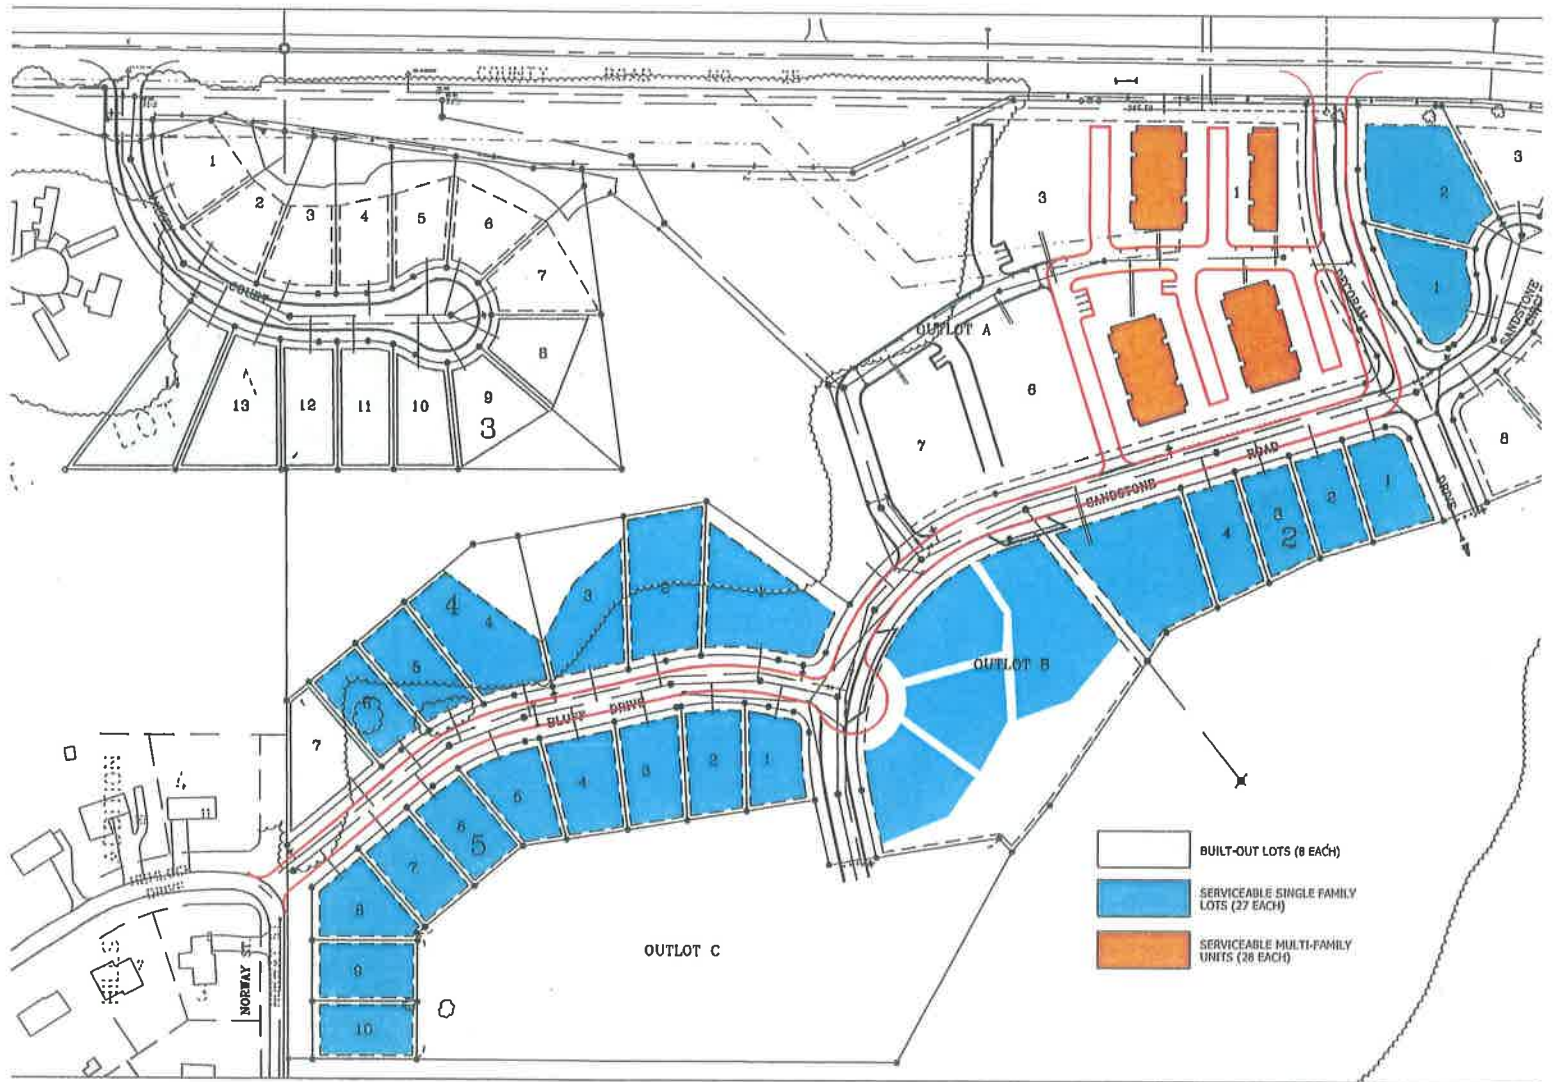 COUNTY ROAD NO
1
2
3
4
5
6
7
8
9
10
11
12
13
3
COURT
LOT
3
1
2
1
3
OUTLOT A
6
7
DECORAH
DRIVE
SANDSTONE
8
SANDSTONE ROAD
1
2
3
4
2
OUTLOT B
3
4
4
5
6
7
BLUFF DRIVE
1
2
3
4
5
6
5
7
8
9
10
OUTLOT C
NORWAY ST
DRIVE
BUILT-OUT LOTS (8 EACH)
SERVICEABLE SINGLE FAMILY
LOTS (27 EACH)
SERVICEABLE MULTI-FAMILY
UNITS (28 EACH)